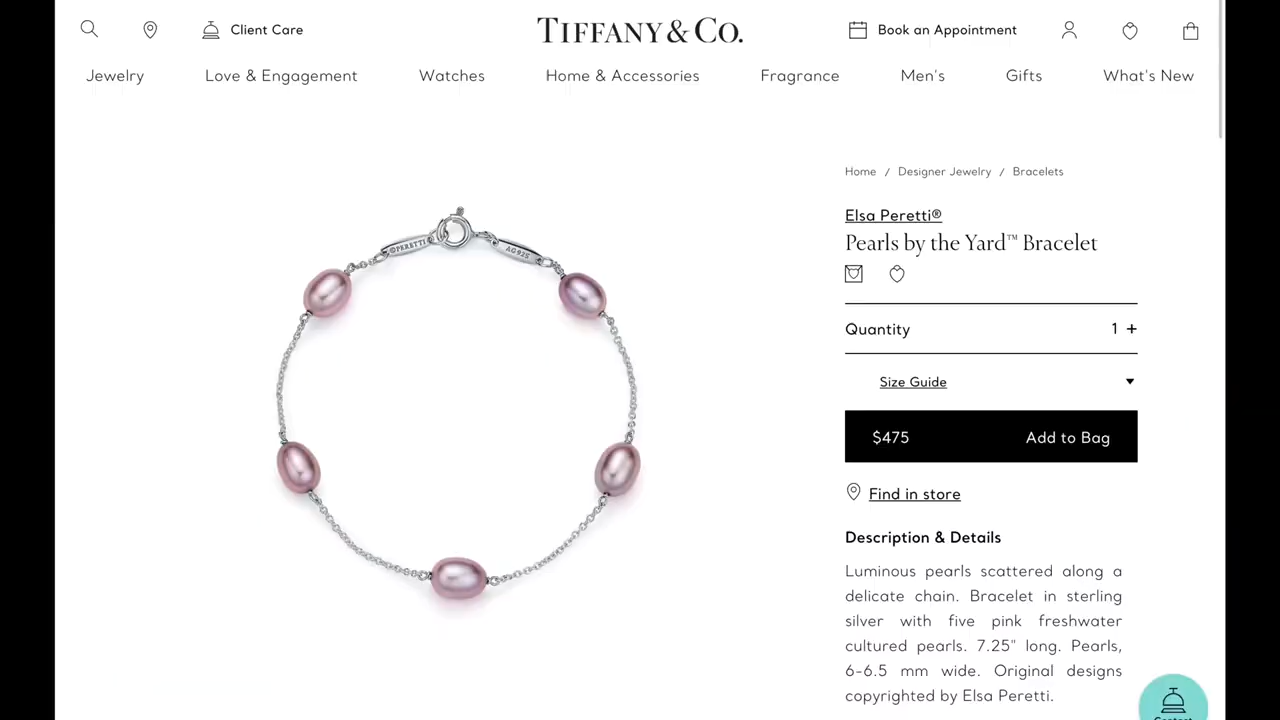 Client Care
TIFFANY & CO.
Book an Appointment
Jewelry
Love & Engagement
Watches
Home & Accessories
Fragrance
Men's
Gifts
What's New
Home / Designer Jewelry / Bracelets
Elsa Peretti®
Pearls by the Yard™ Bracelet
Quantity
1 +
Size Guide
$475
Add to Bag
Find in store
Description & Details
Luminous pearls scattered along a
delicate chain. Bracelet in sterling
silver with five pink freshwater
cultured pearls. 7.25" long. Pearls,
6-6.5 mm wide. Original designs
copyrighted by Elsa Peretti.
©PERETTI
AG925